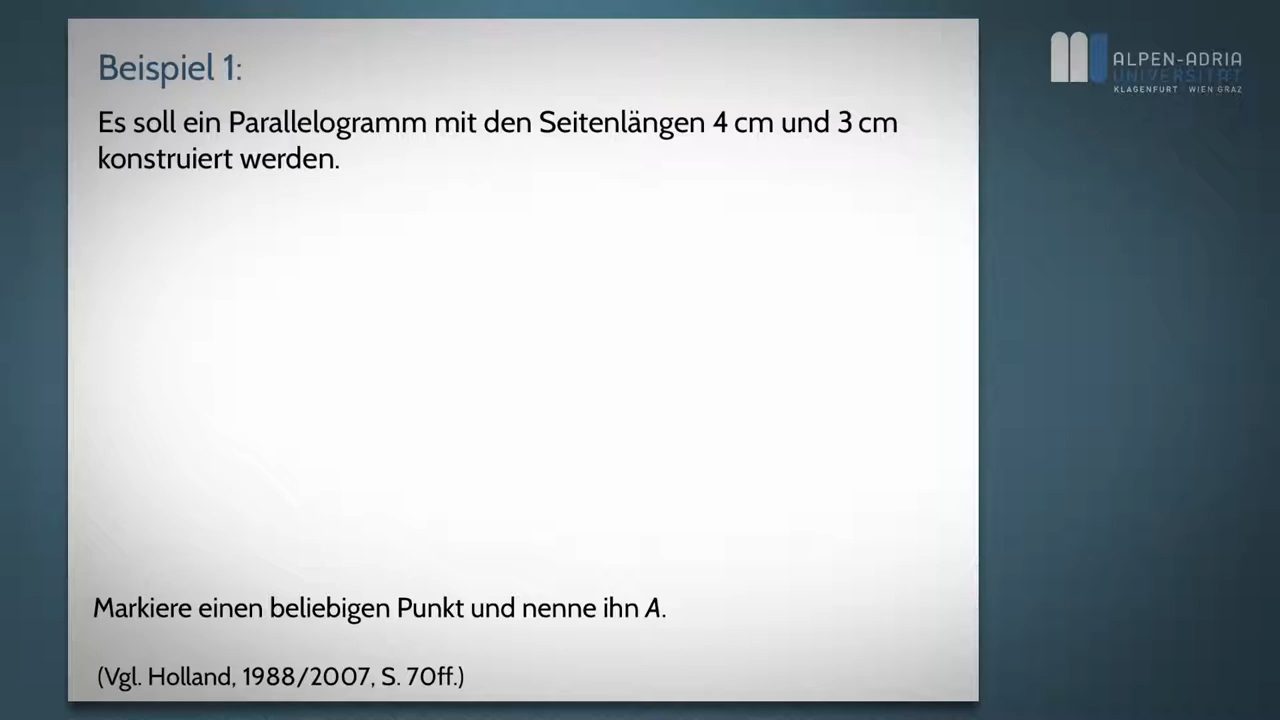 Beispiel 1:
Es soll ein Parallelogramm mit den Seitenlängen 4 cm und 3 cm
konstruiert werden.
Markiere einen beliebigen Punkt und nenne ihn A.
(Vgl. Holland, 1988/2007, S. 70ff.)
ALPEN-ADRIA
UNIVERSITÄT
KLAGENFURT WIEN GRAZ